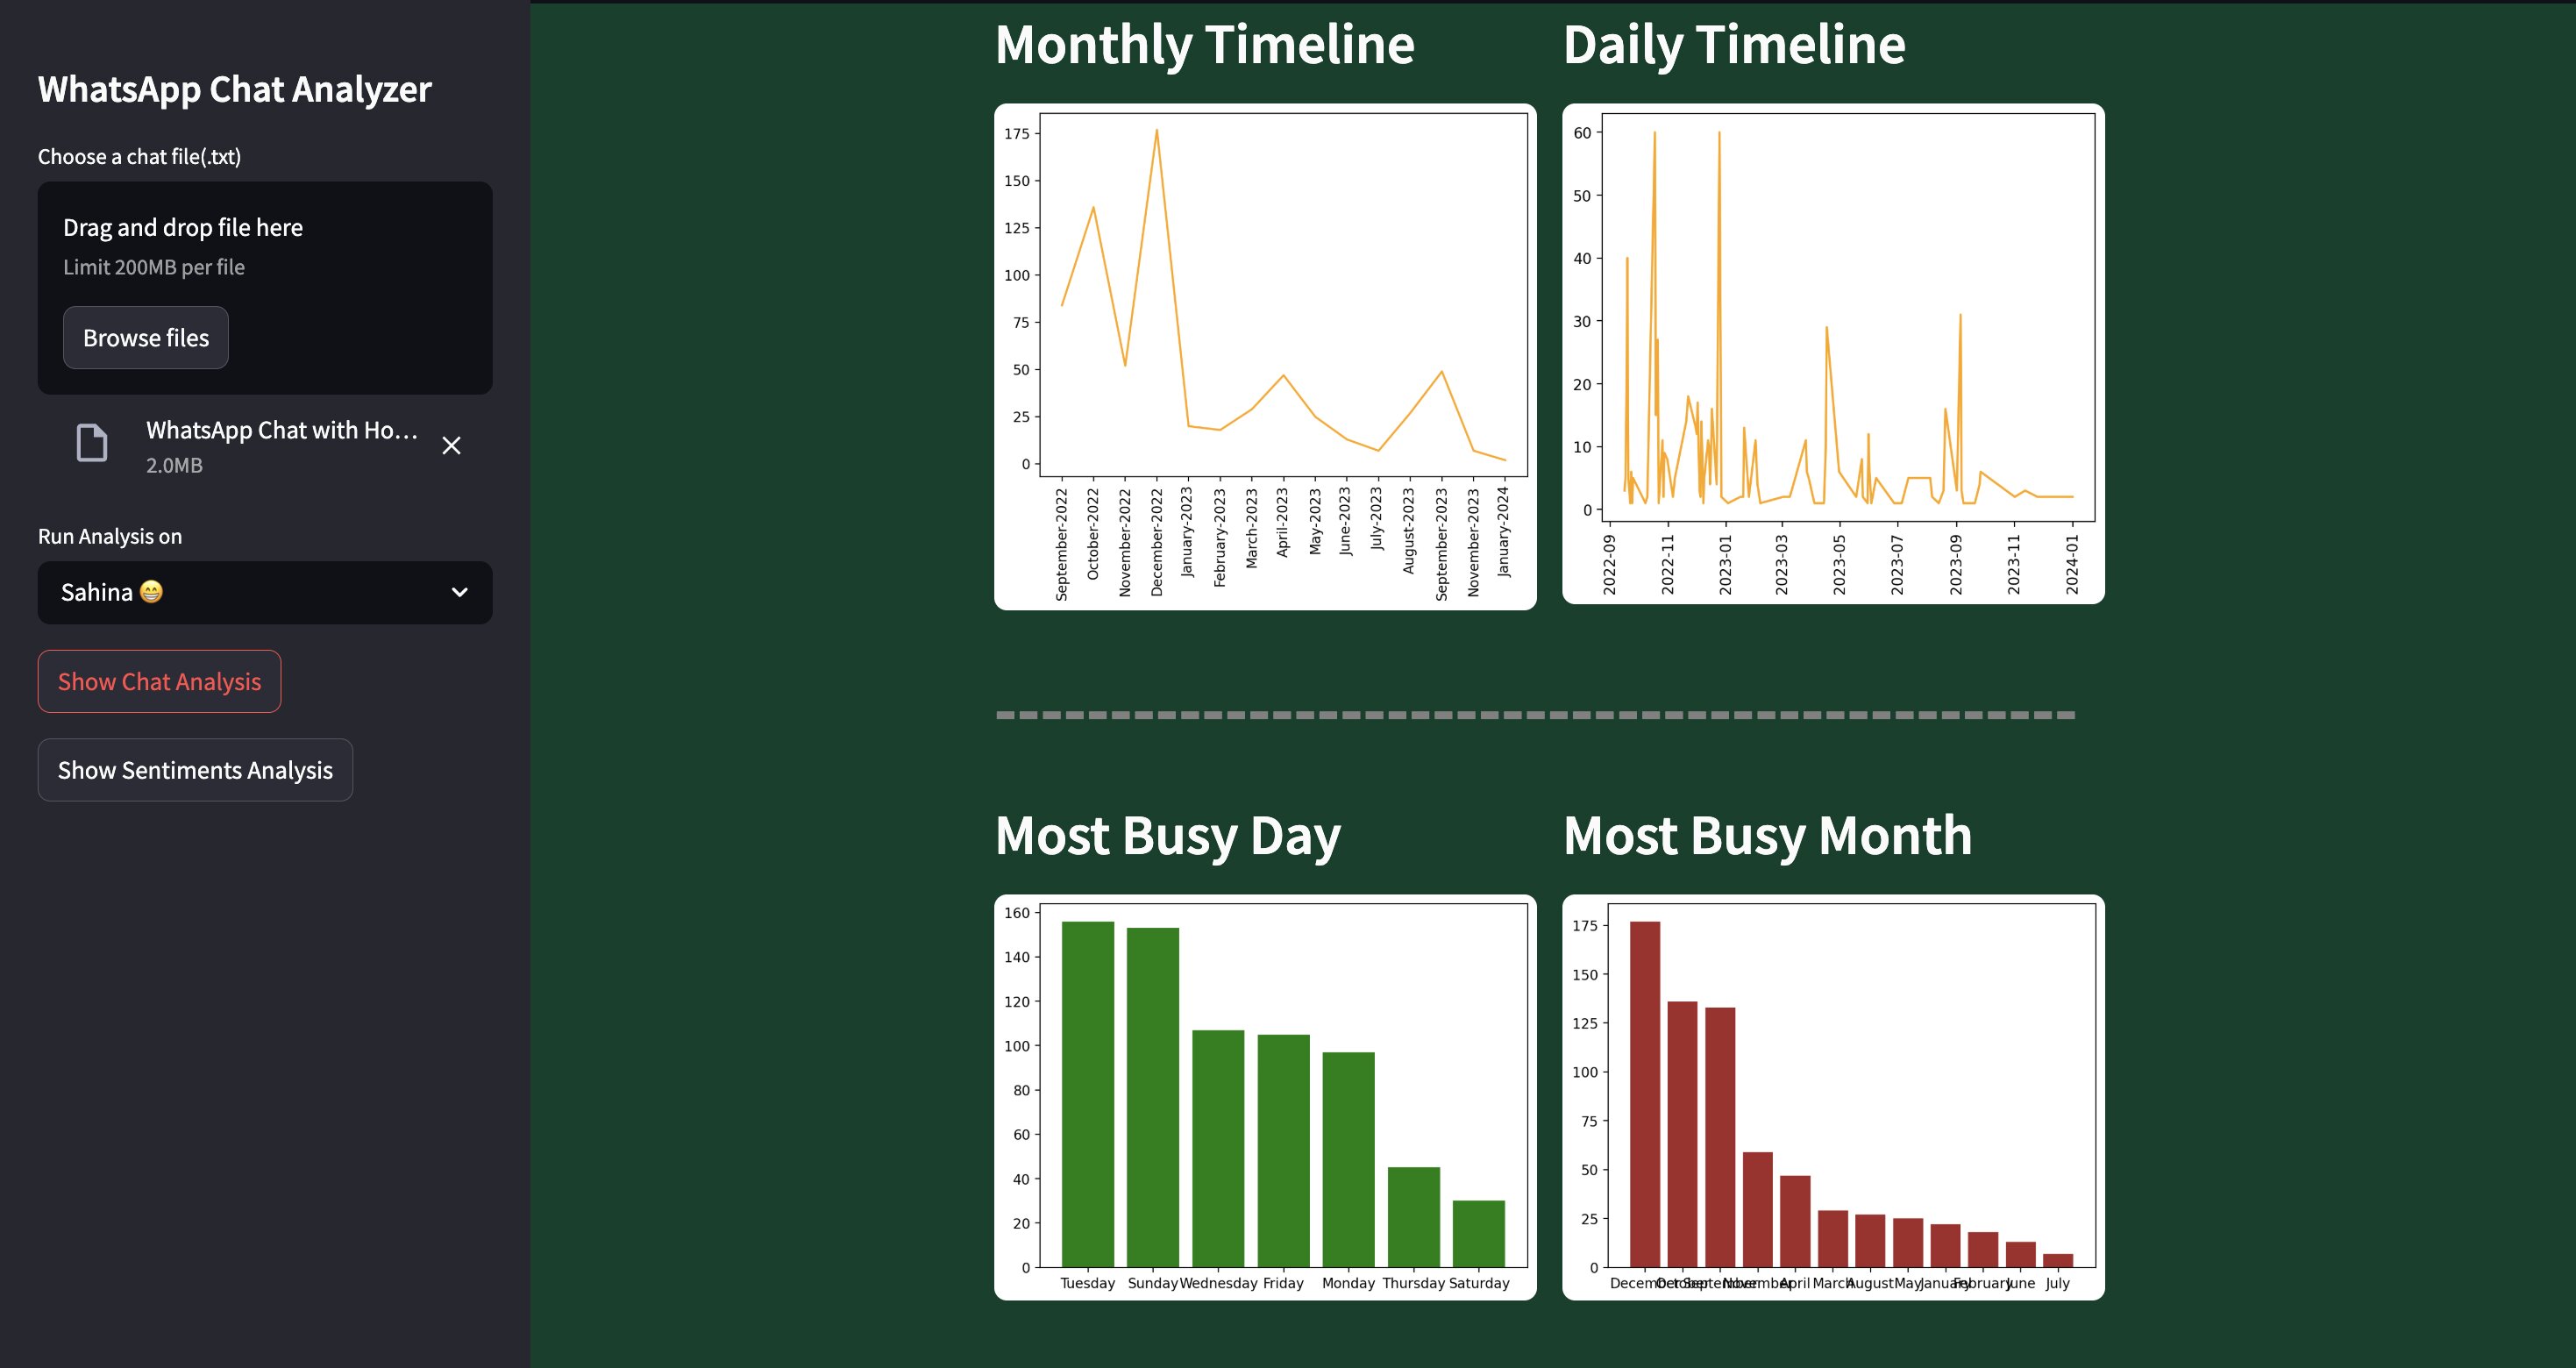 WhatsApp Chat Analyzer
Choose a chat file(.txt)
Drag and drop file here
Limit 200MB per file
Browse files
WhatsApp Chat with Ho...
2.0MB
Run Analysis on
Sahina 😁
Show Chat Analysis
Show Sentiments Analysis
Monthly Timeline
175
150
125
100
75
50
25
0
September-2022
October-2022
November-2022
December-2022
January-2023
February-2023
March-2023
April-2023
May-2023
June-2023
July-2023
August-2023
September-2023
November-2023
January-2024
Daily Timeline
60
50
40
30
20
10
0
2022-09
2022-11
2023-01
2023-03
2023-05
2023-07
2023-09
2023-11
2024-01
Most Busy Day
160
140
120
100
80
60
40
20
0
Tuesday Sunday Wednesday Friday Monday Thursday Saturday
Most Busy Month
175
150
125
100
75
50
25
0
December October September November April March August May January February June July